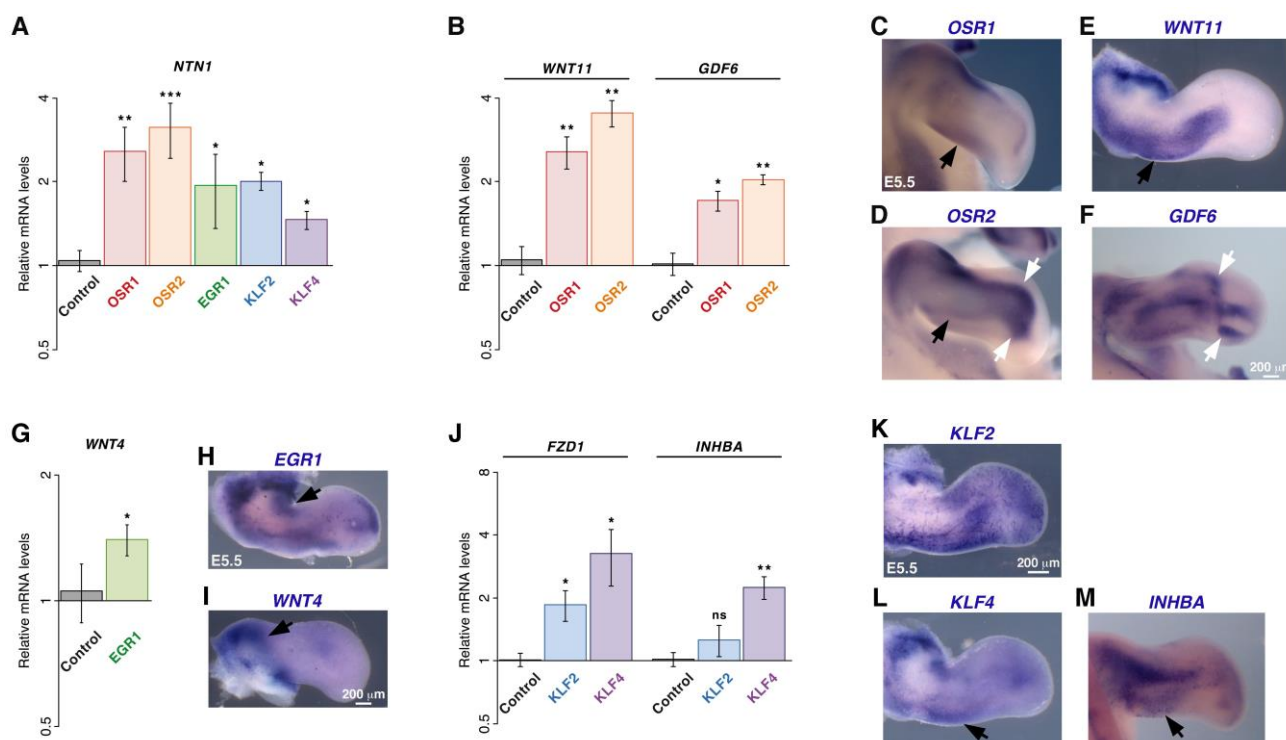 A
NTN1
Relative mRNA levels
4
2
1
0.5
**
***
*
*
*
Control
OSR1
OSR2
EGR1
KLF2
KLF4
B
WNT11
GDF6
Relative mRNA levels
4
2
1
0.5
**
**
*
**
Control
OSR1
OSR2
Control
OSR1
OSR2
C
OSR1
E5.5
E
WNT11
D
OSR2
F
GDF6
200 μm
G
WNT4
Relative mRNA levels
2
1
0.5
*
Control
EGR1
H
EGR1
E5.5
I
WNT4
200 μm
J
FZD1
INHBA
Relative mRNA levels
8
4
2
1
0.5
*
*
ns
**
Control
KLF2
KLF4
Control
KLF2
KLF4
K
KLF2
E5.5
200 μm
L
KLF4
M
INHBA